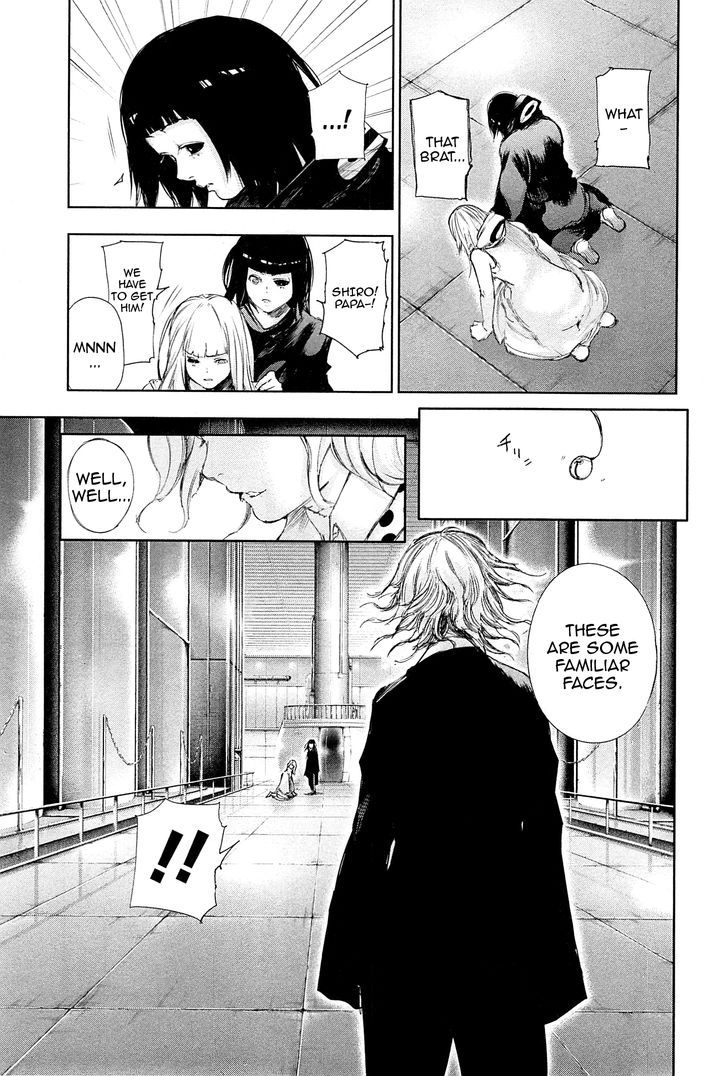 WHAT
-
THAT
BRAT...
...!
SHIRO!
PAPA-!
WE
HAVE
TO GET
HIM!
MNNN
...
チッ
WELL,
WELL...
THESE
ARE SOME
FAMILIAR
FACES.
!!